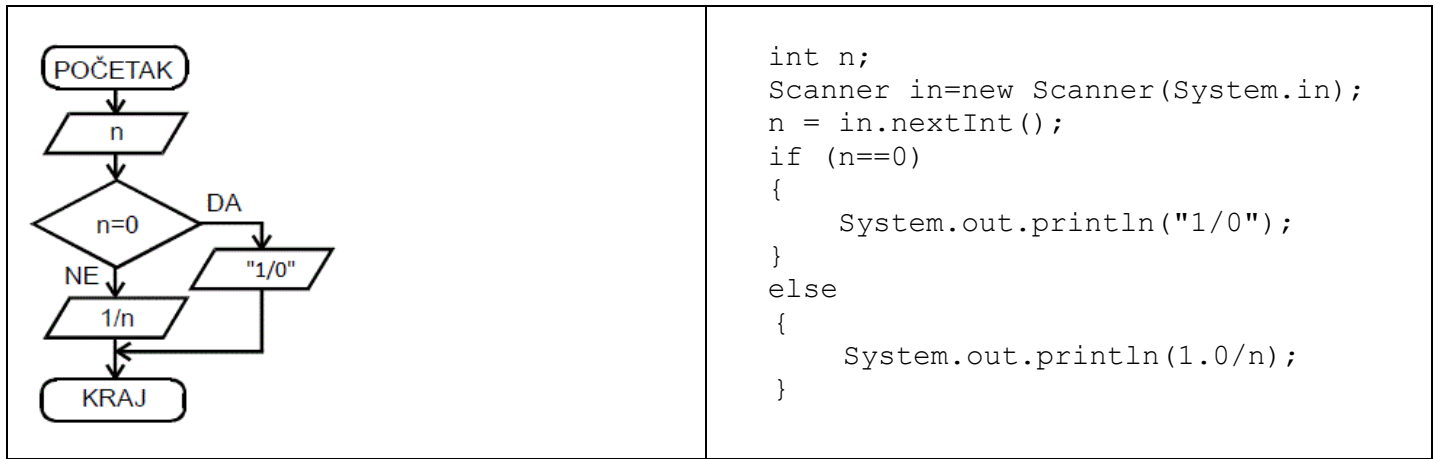 POČETAK
n
n=0
DA
"1/0"
NE
1/n
KRAJ
int n;
Scanner in=new Scanner(System.in);
n = in.nextInt();
if (n==0)
{
System.out.println("1/0");
}
else
{
System.out.println(1.0/n);
}